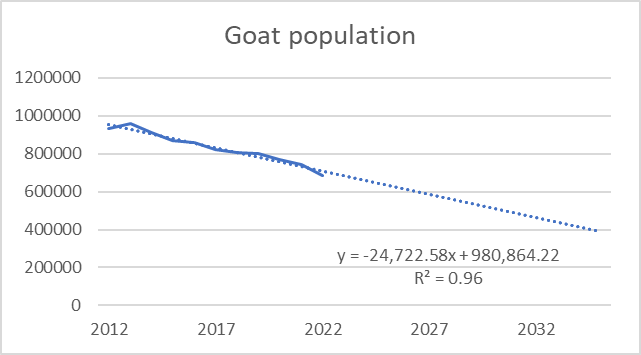 Goat population
1200000
1000000
800000
600000
400000
200000
0
y = -24,722.58x + 980,864.22
R² = 0.96
2012 2017 2022 2027 2032